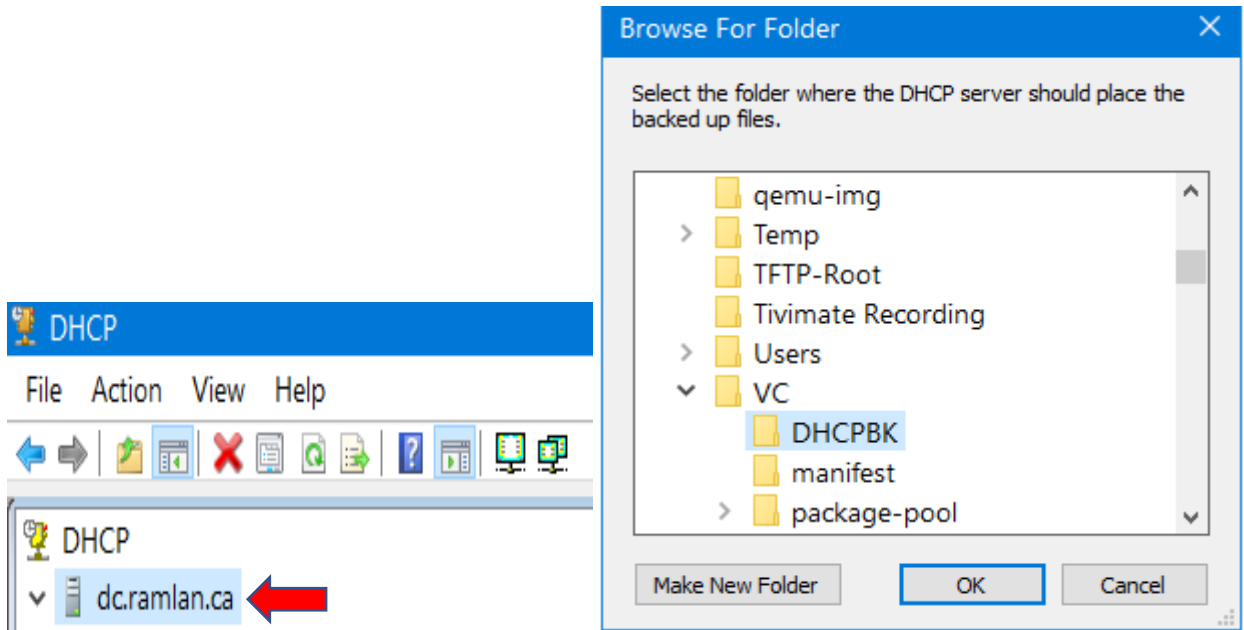 DHCP
File Action View Help
DHCP
dc.ramlan.ca
Browse For Folder
Select the folder where the DHCP server should place the
backed up files.
qemu-img
Temp
TFTP-Root
Tivimate Recording
Users
VC
DHCPBK
manifest
package-pool
Make New Folder
OK
Cancel